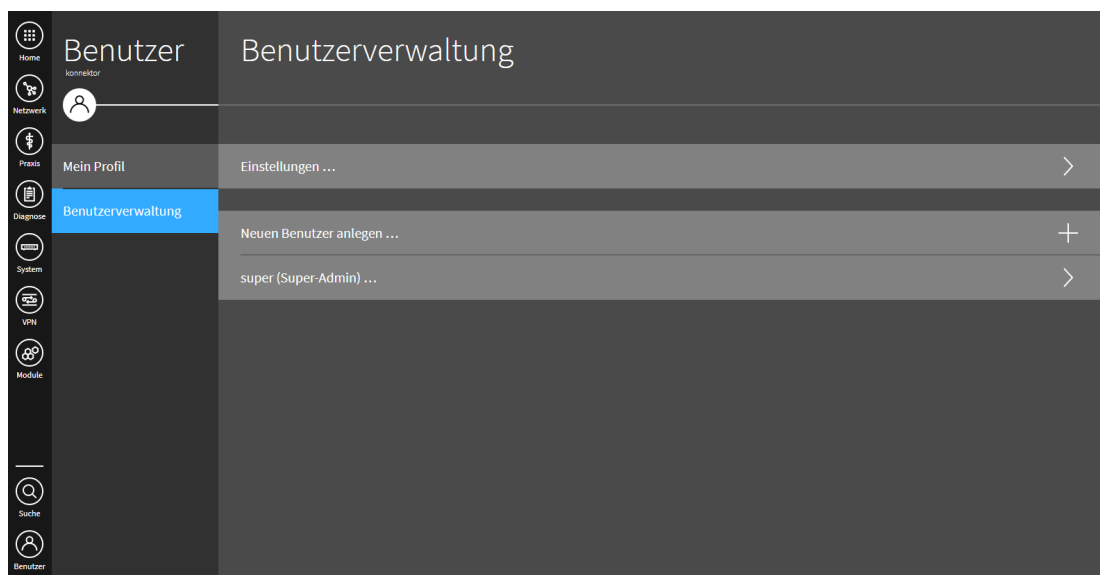 Home
Netzwerk
Praxis
Diagnose
System
VPN
Module
Suche
Benutzer
Benutzer
konnektor
Mein Profil
Benutzerverwaltung
Benutzerverwaltung
Einstellungen …
Neuen Benutzer anlegen …
super (Super-Admin) …